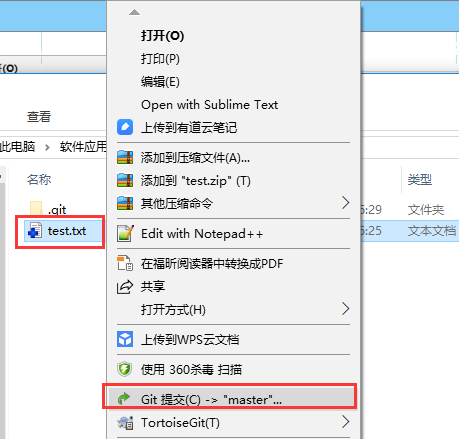 开(O)
查看
此电脑 > 软件应用
名称
类型
.git
5:29
文件夹
test.txt
5:25
文本文档
打开(O)
打印(P)
编辑(E)
Open with Sublime Text
上传到有道云笔记
添加到压缩文件(A)...
添加到 "test.zip" (T)
其他压缩命令
Edit with Notepad++
在福昕阅读器中转换成PDF
共享
打开方式(H)
上传到WPS云文档
使用 360杀毒 扫描
Git 提交(C) -> "master"...
TortoiseGit(T)